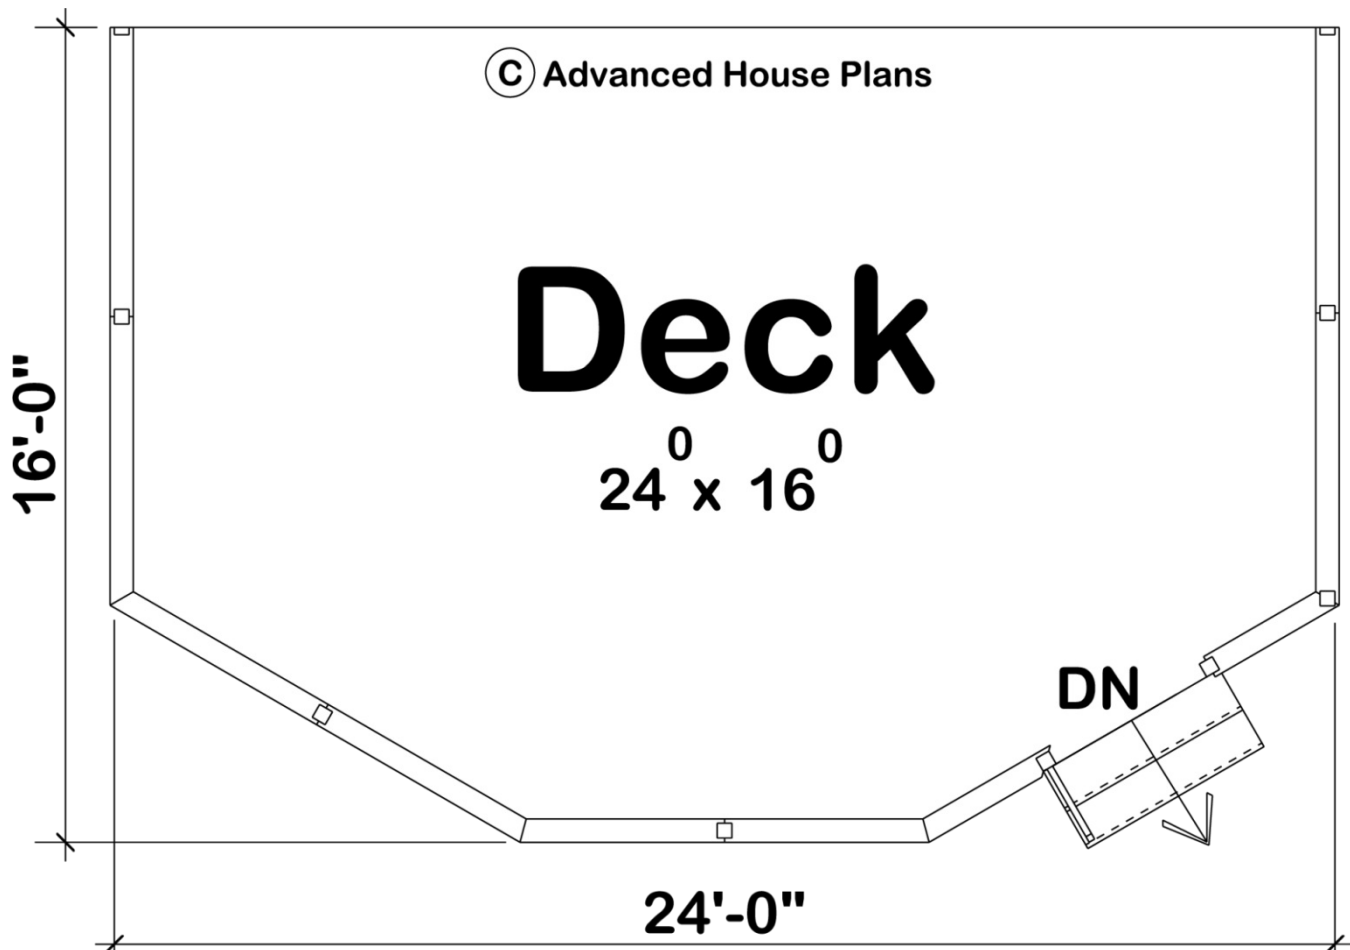 © Advanced House Plans
Deck
24⁰ x 16⁰
16'-0"
DN
24'-0"